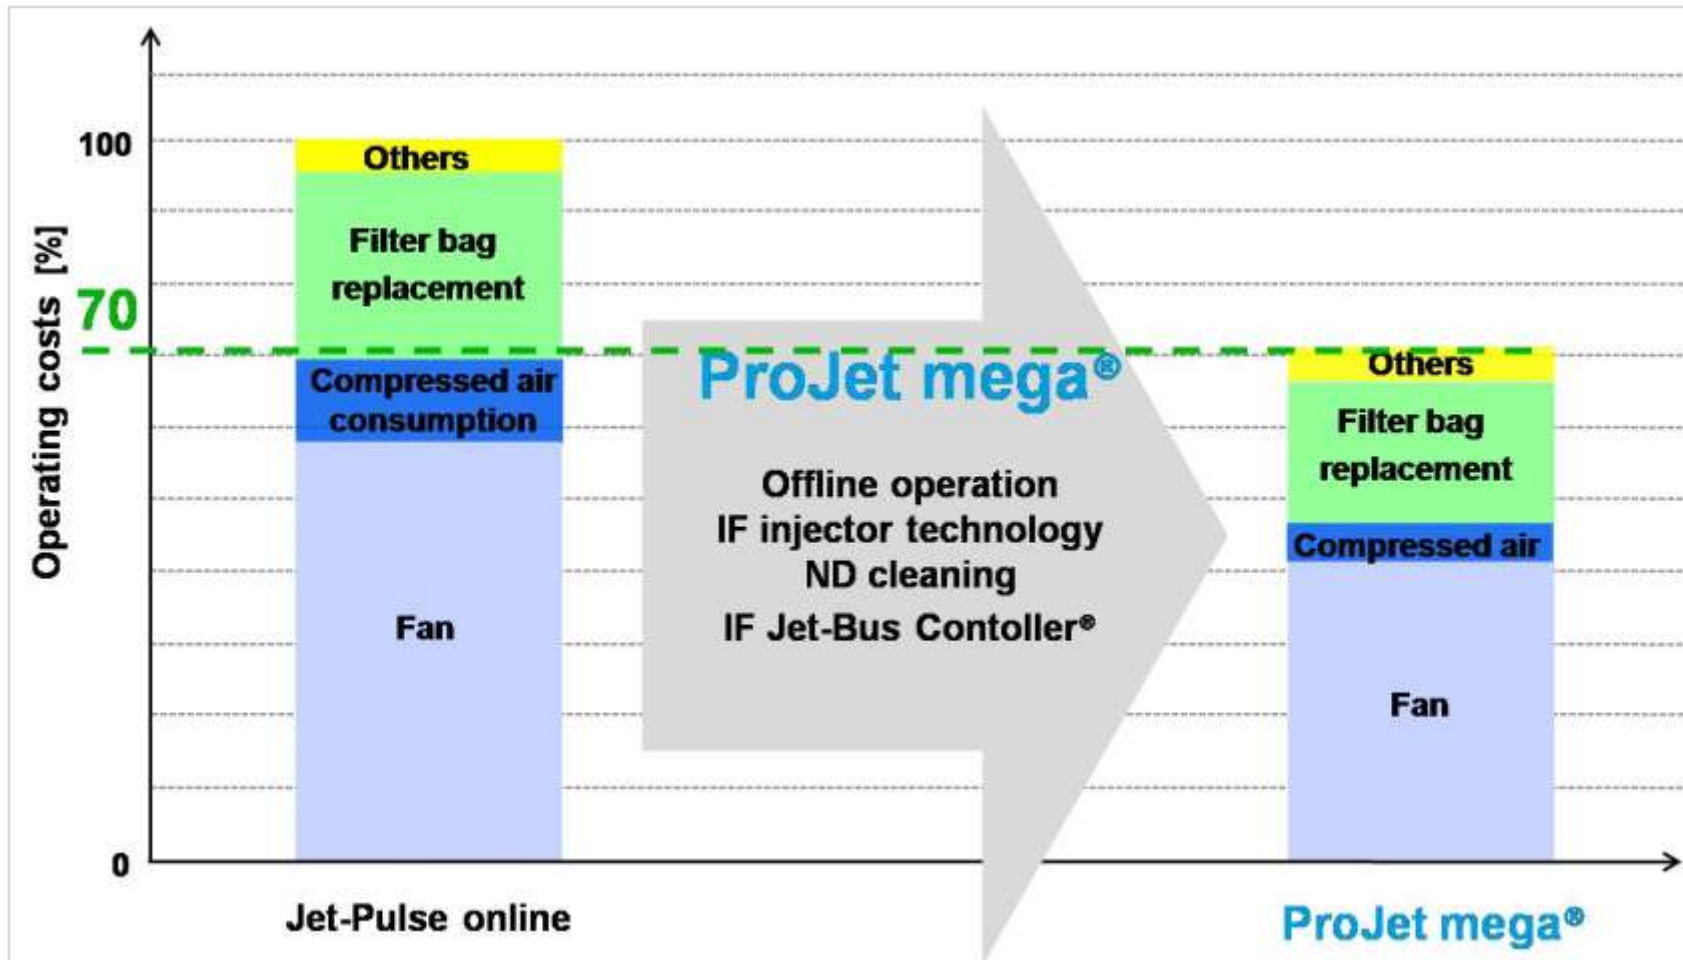 Operating costs [%]
100
70
0
Others
Filter bag
replacement
Compressed air
consumption
Fan
Jet-Pulse online
ProJet mega®
Offline operation
IF injector technology
ND cleaning
IF Jet-Bus Contoller®
Others
Filter bag
replacement
Compressed air
Fan
ProJet mega®